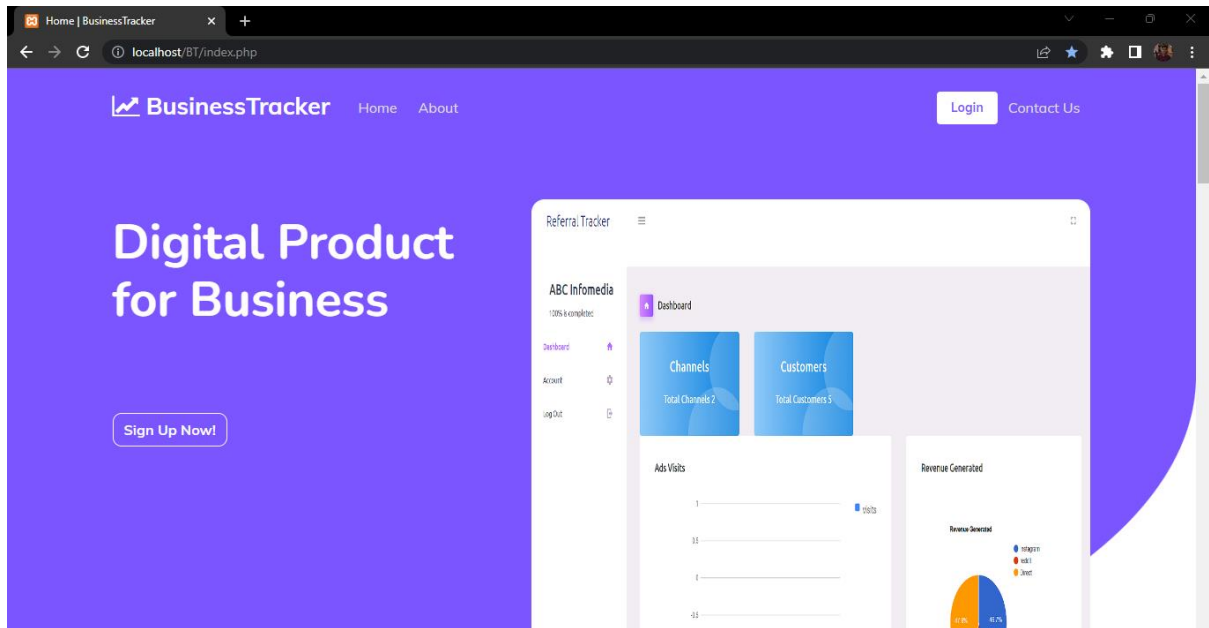 Home | BusinessTracker
localhost/BT/index.php
BusinessTracker Home About
Login Contact Us
Digital Product
for Business
Sign Up Now!
Referral Tracker
ABC Infomedia
100% is completed
Dashboard
Account
Log Out
Dashboard
Channels
Total Channels 2
Customers
Total Customers 5
Ads Visits
1
0.5
0
-0.5
visits
Revenue Generated
Revenue Generated
Instagram
Direct